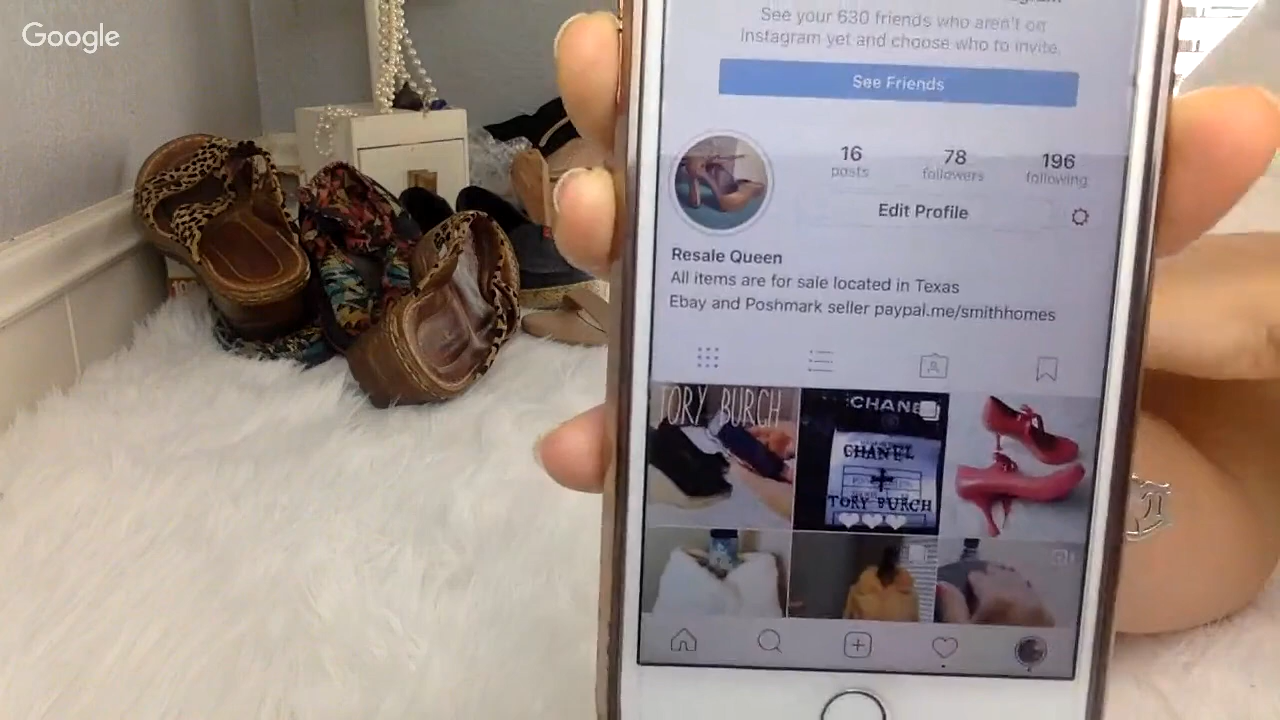 Google
See your 630 friends who aren't on
Instagram yet and choose who to invite.
See Friends
16
posts
78
followers
196
following
Edit Profile
Resale Queen
All items are for sale located in Texas
Ebay and Poshmark seller paypal.me/smithhomes
TORY BURCH
CHANEL
CHANEL
+
TORY BURCH